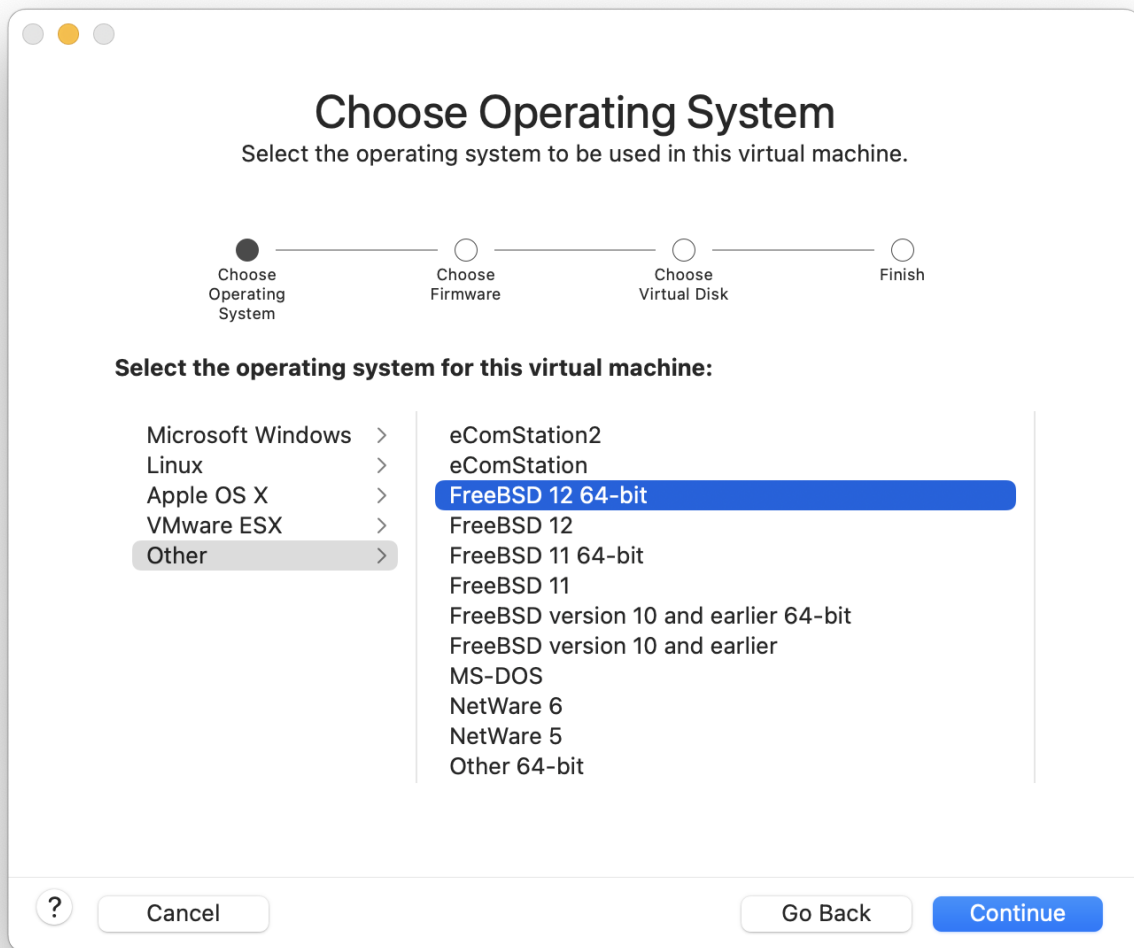 Choose Operating System
Select the operating system to be used in this virtual machine.
Choose
Operating
System
Choose
Firmware
Choose
Virtual Disk
Finish
Select the operating system for this virtual machine:
Microsoft Windows
Linux
Apple OS X
VMware ESX
Other
eComStation2
eComStation
FreeBSD 12 64-bit
FreeBSD 12
FreeBSD 11 64-bit
FreeBSD 11
FreeBSD version 10 and earlier 64-bit
FreeBSD version 10 and earlier
MS-DOS
NetWare 6
NetWare 5
Other 64-bit
?
Cancel
Go Back
Continue